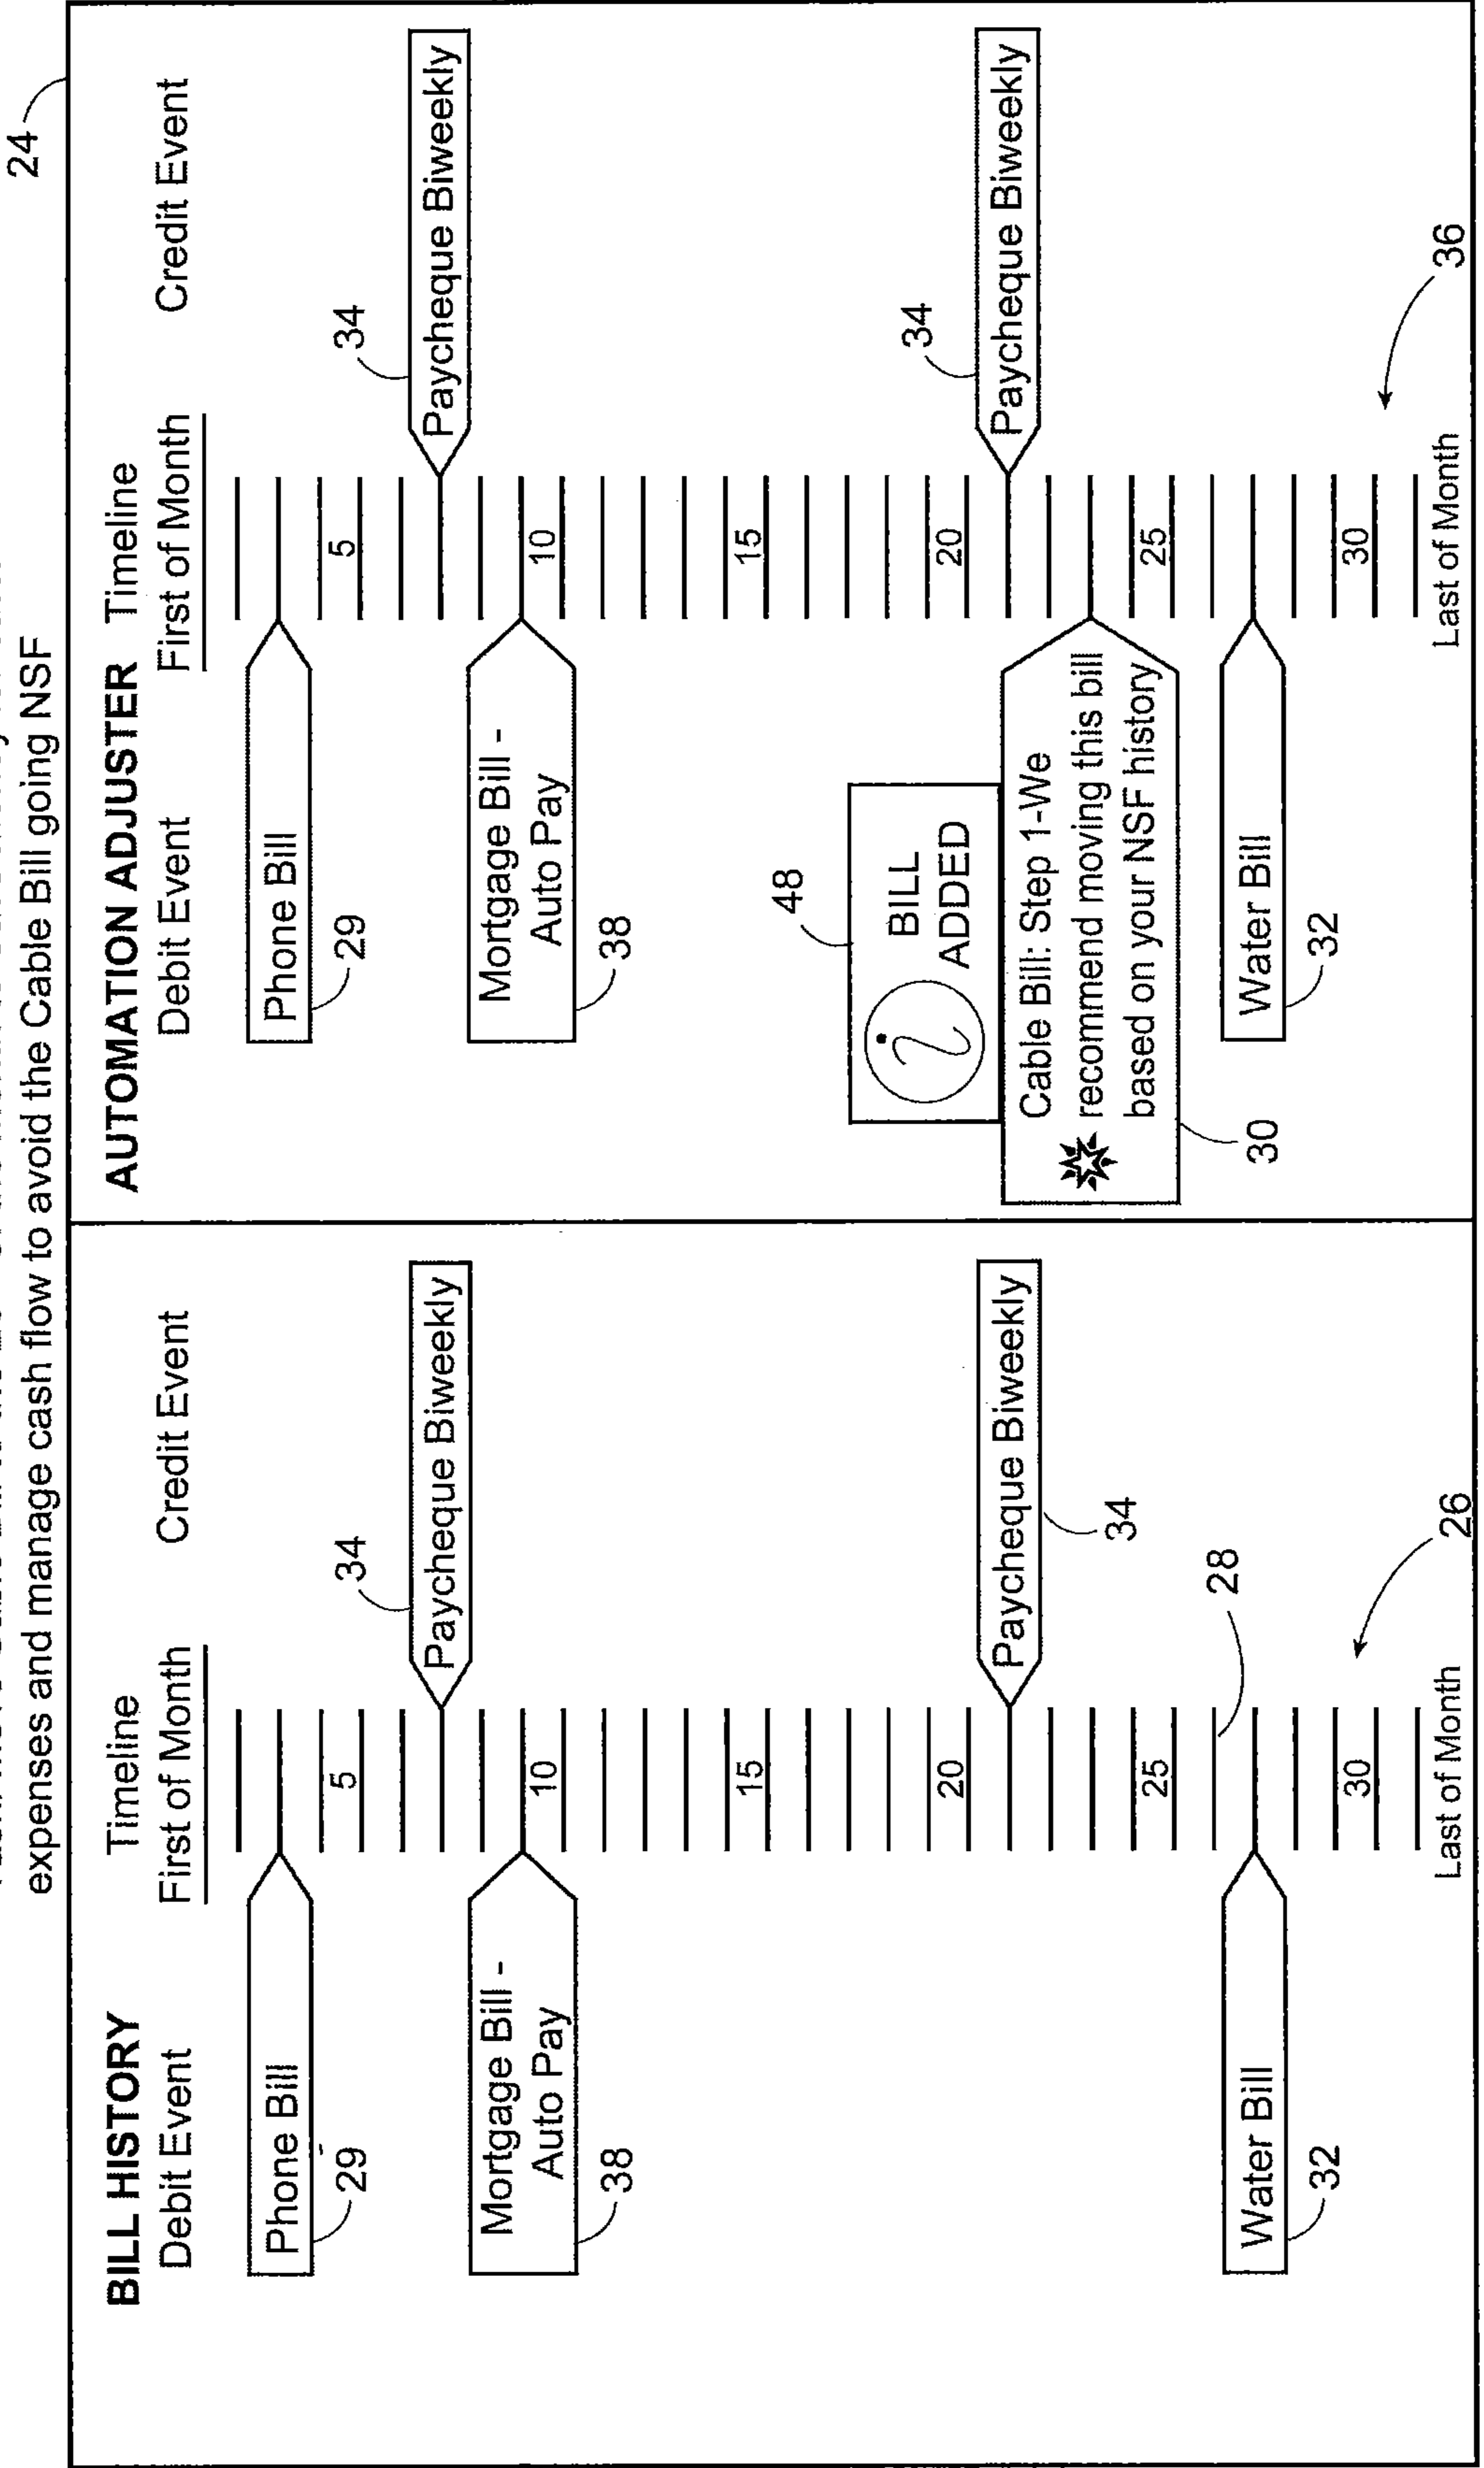 expenses and manage cash flow to avoid the Cable Bill going NSF
24
BILL HISTORY
Debit Event
Timeline
First of Month
Credit Event
Phone Bill
29
5
34
Paycheque Biweekly
Mortgage Bill -
Auto Pay
38
10
15
20
Paycheque Biweekly
34
25
28
Water Bill
32
30
26
Last of Month
AUTOMATION ADJUSTER
Timeline
Debit Event
First of Month
Credit Event
Phone Bill
29
5
34
Paycheque Biweekly
Mortgage Bill -
Auto Pay
38
10
15
48
i
BILL
ADDED
20
34
Paycheque Biweekly
Cable Bill: Step 1-We
recommend moving this bill
based on your NSF history
30
25
Water Bill
32
30
36
Last of Month